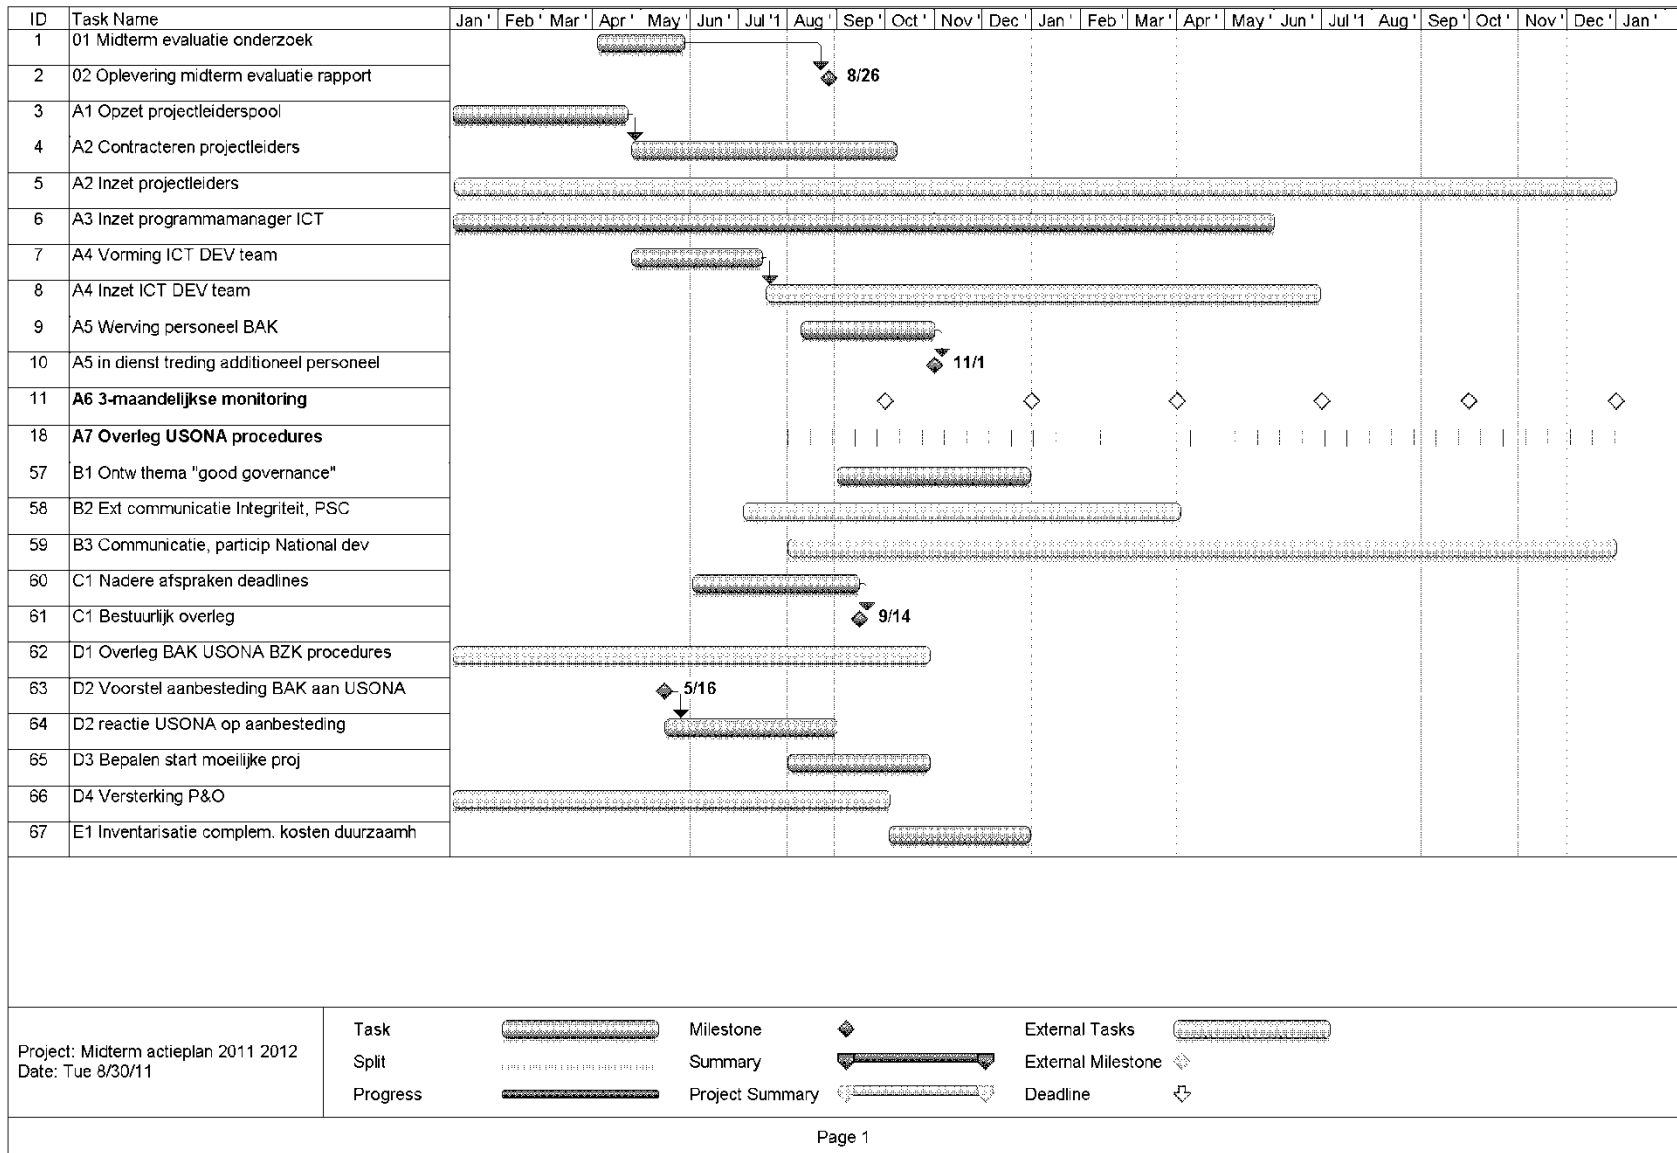 ID Task Name Jan ' Feb ' Mar ' Apr ' May ' Jun ' Jul '1 Aug ' Sep ' Oct ' Nov ' Dec ' Jan ' Feb ' Mar ' Apr ' May ' Jun ' Jul '1 Aug ' Sep ' Oct ' Nov ' Dec ' Jan '
1 01 Midterm evaluatie onderzoek
2 02 Oplevering midterm evaluatie rapport 8/26
3 A1 Opzet projectleiderspool
4 A2 Contracteren projectleiders
5 A2 Inzet projectleiders
6 A3 Inzet programmamanager ICT
7 A4 Vorming ICT DEV team
8 A4 Inzet ICT DEV team
9 A5 Werving personeel BAK
10 A5 in dienst treding additioneel personeel 11/1
11 A6 3-maandelijkse monitoring
18 A7 Overleg USONA procedures
57 B1 Ontw thema "good governance"
58 B2 Ext communicatie Integriteit, PSC
59 B3 Communicatie, particip National dev
60 C1 Nadere afspraken deadlines
61 C1 Bestuurlijk overleg 9/14
62 D1 Overleg BAK USONA BZK procedures
63 D2 Voorstel aanbesteding BAK aan USONA 5/16
64 D2 reactie USONA op aanbesteding
65 D3 Bepalen start moeilijke proj
66 D4 Versterking P&O
67 E1 Inventarisatie complem. kosten duurzaamh
Project: Midterm actieplan 2011 2012
Date: Tue 8/30/11
Task Milestone External Tasks
Split Summary External Milestone
Progress Project Summary Deadline
Page 1